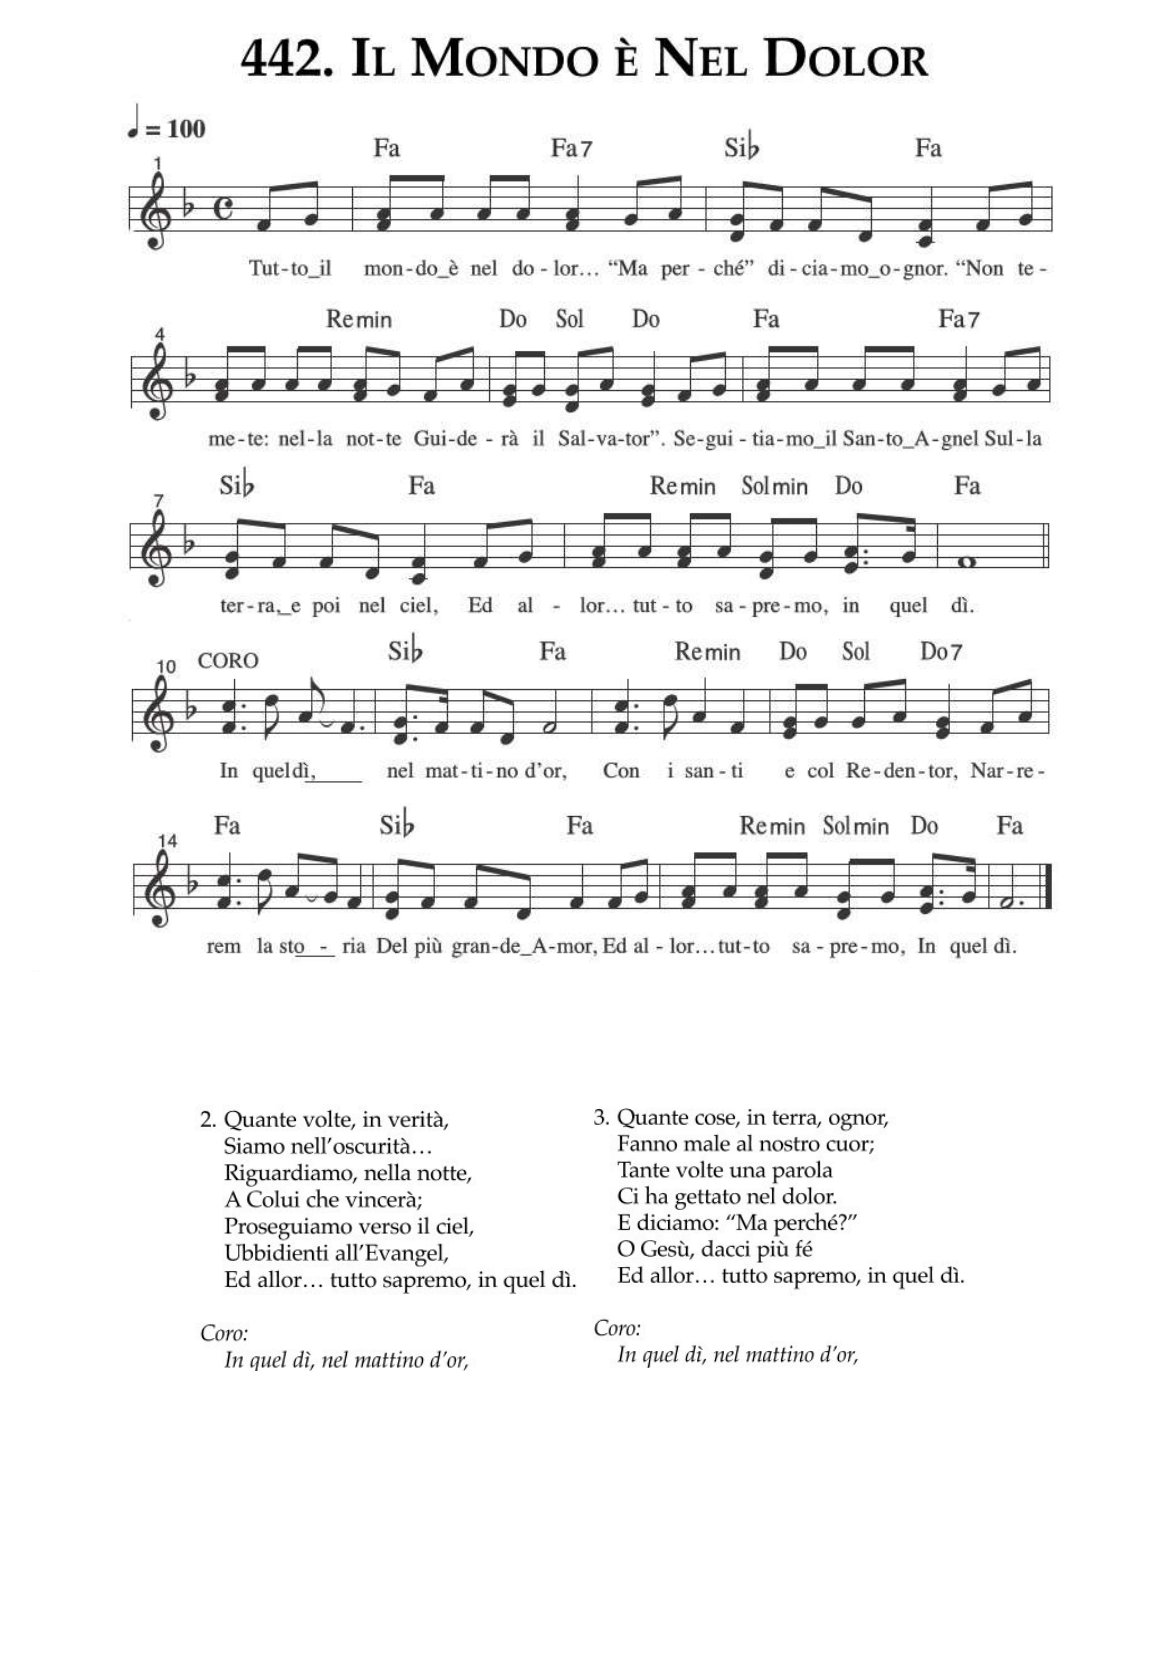 442. Il Mondo è Nel Dolor
♩ = 100
Fa Fa7 Si♭ Fa
1
Tut-to_il mon-do_è nel do-lor... “Ma per-ché” di-cia-mo_o-gnor. “Non te-
Remin Do Sol Do Fa Fa7
4
me-te: nel-la not-te Gui-de-rà il Sal-va-tor”. Se-gui-tia-mo_il San-to_A-gnel Sul-la
Si♭ Fa Remin Solmin Do Fa
7
ter-ra,_e poi nel ciel, Ed al-lor... tut-to sa-pre-mo, in quel dì.
10 CORO Si♭ Fa Remin Do Sol Do7
In quel dì,____ nel mat-ti-no d'or, Con i san-ti e col Re-den-tor, Nar-re-
Fa Si♭ Fa Remin Solmin Do Fa
14
rem la sto_-_ria Del più gran-de_A-mor, Ed al-lor...tut-to sa-pre-mo, In quel dì.
2. Quante volte, in verità,
Siamo nell'oscurità...
Riguardiamo, nella notte,
A Colui che vincerà;
Proseguiamo verso il ciel,
Ubbidienti all'Evangel,
Ed allor... tutto sapremo, in quel dì.
Coro:
In quel dì, nel mattino d'or,
3. Quante cose, in terra, ognor,
Fanno male al nostro cuor;
Tante volte una parola
Ci ha gettato nel dolor.
E diciamo: “Ma perché?”
O Gesù, dacci più fé
Ed allor... tutto sapremo, in quel dì.
Coro:
In quel dì, nel mattino d'or,